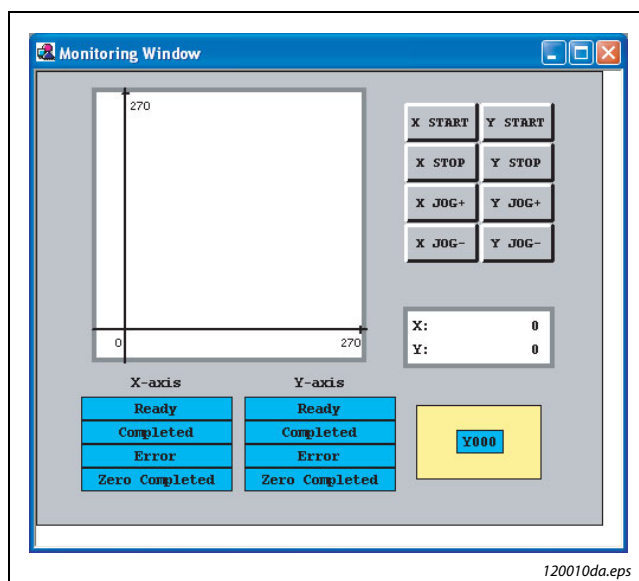 Monitoring Window
270
0
270
X START Y START
X STOP Y STOP
X JOG+ Y JOG+
X JOG- Y JOG-
X: 0
Y: 0
X-axis Y-axis
Ready Ready
Completed Completed
Error Error
Zero Completed Zero Completed
Y000
120010da.eps